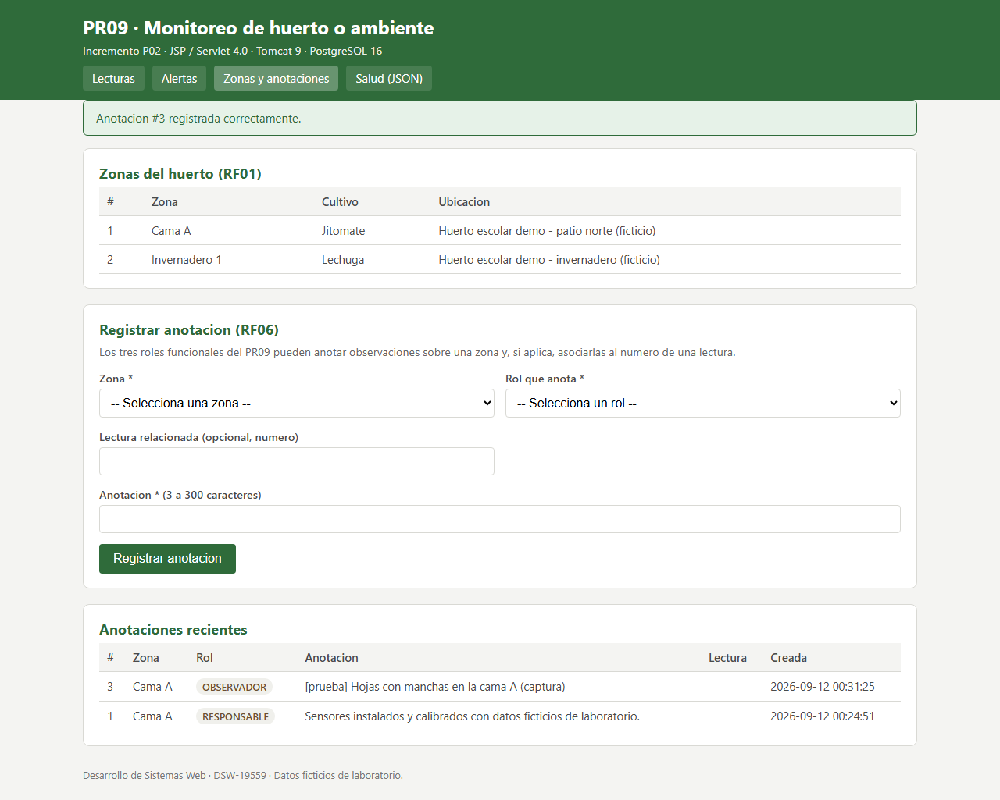 PR09 · Monitoreo de huerto o ambiente
Incremento P02 · JSP / Servlet 4.0 · Tomcat 9 · PostgreSQL 16
Lecturas Alertas Zonas y anotaciones Salud (JSON)
Anotacion #3 registrada correctamente.
Zonas del huerto (RF01)
# Zona Cultivo Ubicacion
1 Cama A Jitomate Huerto escolar demo - patio norte (ficticio)
2 Invernadero 1 Lechuga Huerto escolar demo - invernadero (ficticio)
Registrar anotacion (RF06)
Los tres roles funcionales del PR09 pueden anotar observaciones sobre una zona y, si aplica, asociarlas al numero de una lectura.
Zona * Rol que anota *
-- Selecciona una zona -- -- Selecciona un rol --
Lectura relacionada (opcional, numero)
Anotacion * (3 a 300 caracteres)
Registrar anotacion
Anotaciones recientes
# Zona Rol Anotacion Lectura Creada
3 Cama A OBSERVADOR [prueba] Hojas con manchas en la cama A (captura) 2026-09-12 00:31:25
1 Cama A RESPONSABLE Sensores instalados y calibrados con datos ficticios de laboratorio. 2026-09-12 00:24:51
Desarrollo de Sistemas Web · DSW-19559 · Datos ficticios de laboratorio.